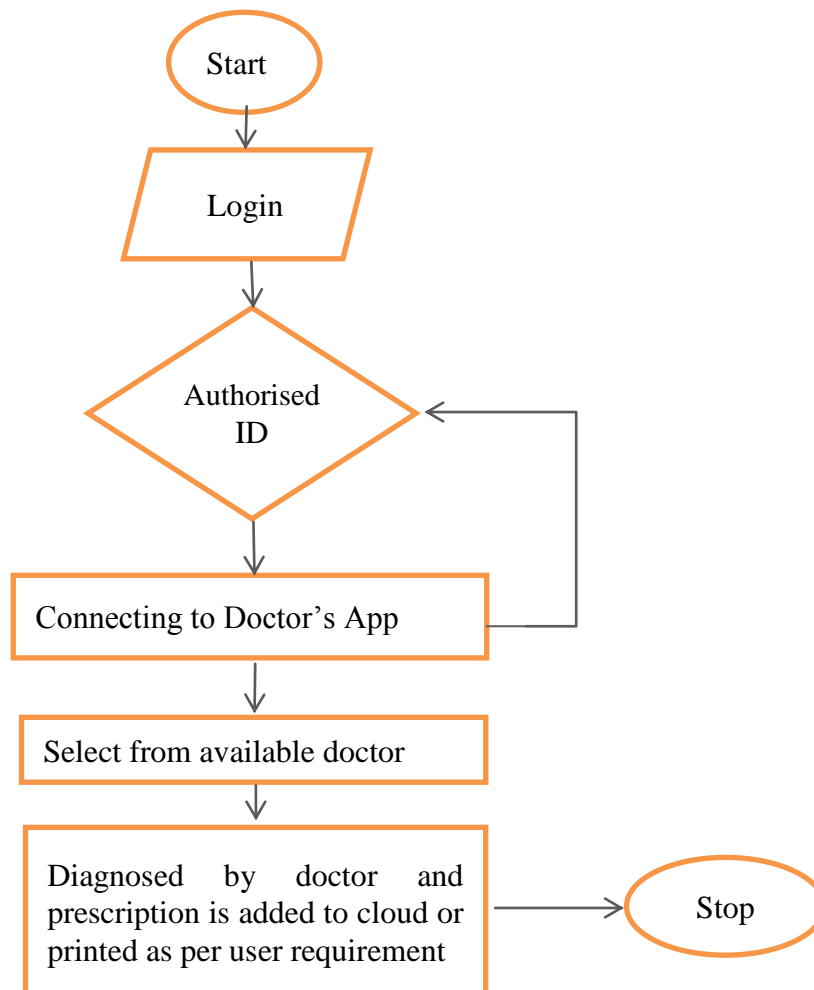 Start
Login
Authorised
ID
Connecting to Doctor’s App
Select from available doctor
Diagnosed by doctor and
prescription is added to cloud or
printed as per user requirement
Stop